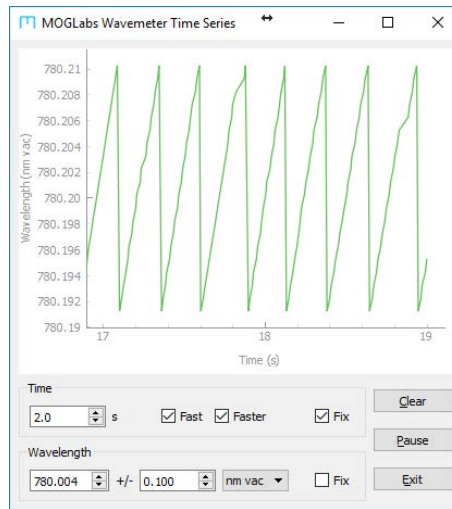 MOGLabs Wavemeter Time Series
780.21
780.208
780.206
780.204
780.202
780.20
780.198
780.196
780.194
780.192
780.19
Wavelength (nm vac)
17 18 19
Time (s)
Time
2.0 s Fast Faster Fix
Clear
Pause
Wavelength
780.004 +/- 0.100 nm vac Fix
Exit